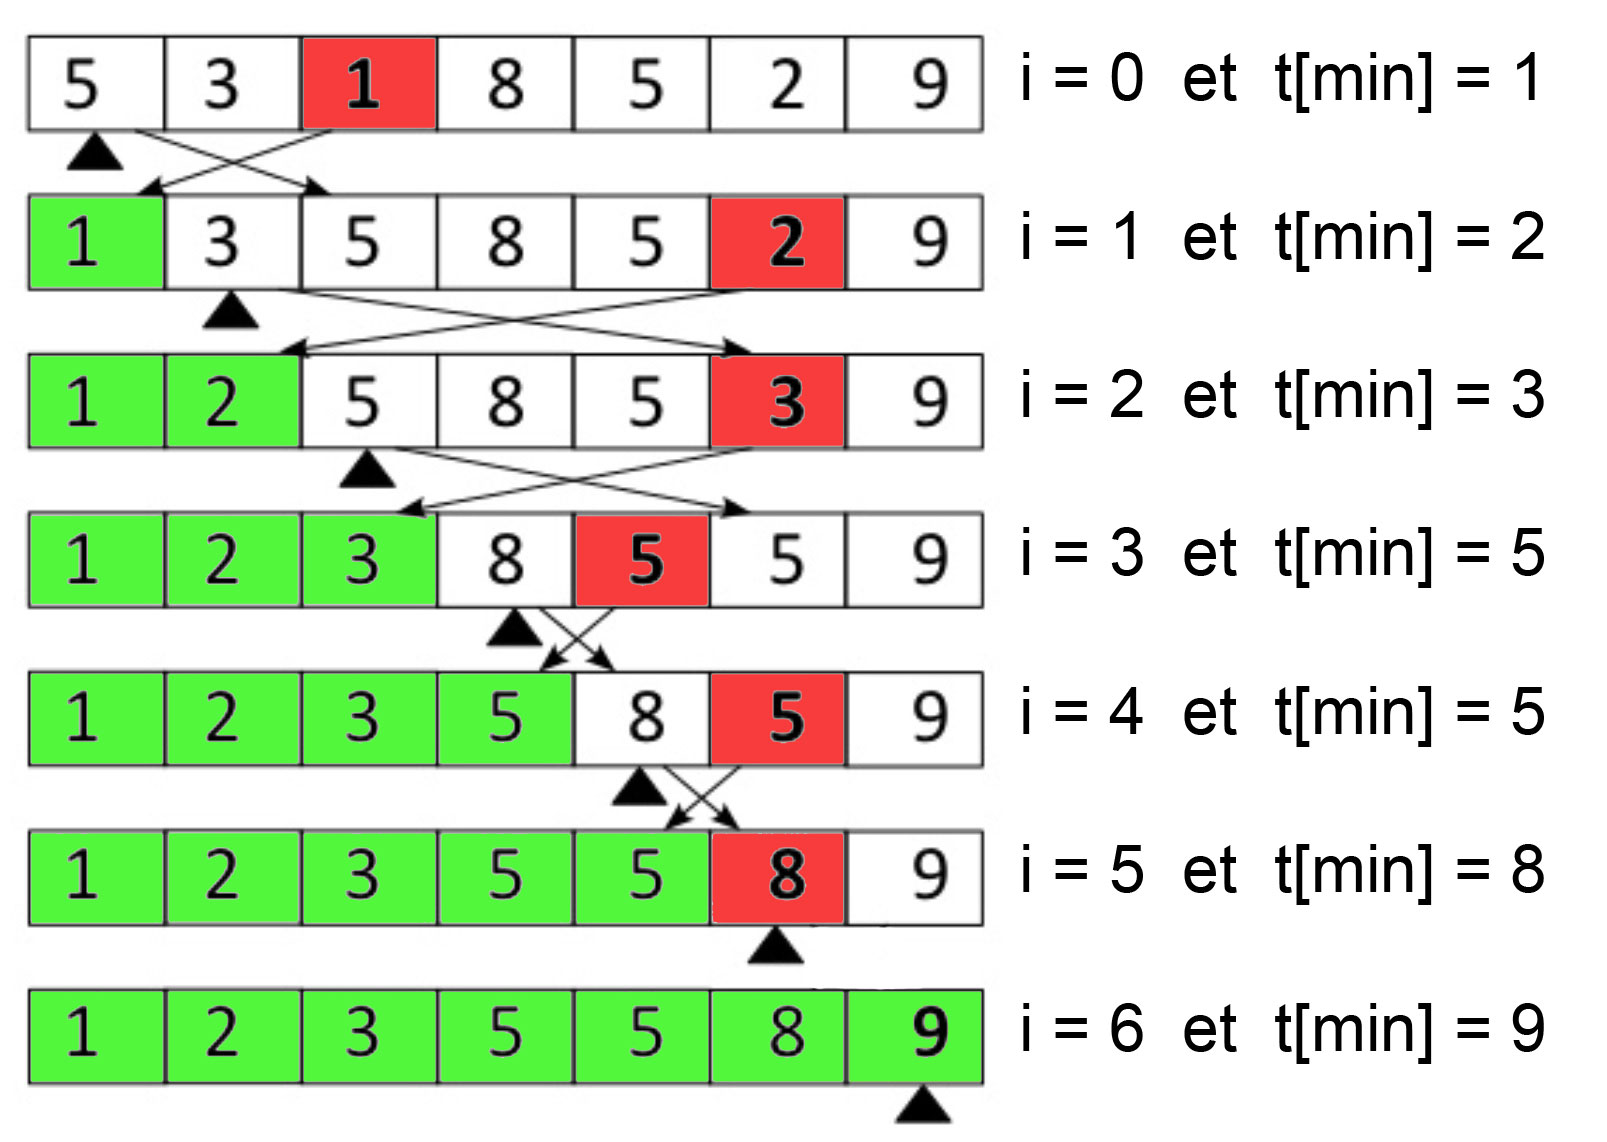 5 3 1 8 5 2 9 i = 0 et t[min] = 1
1 3 5 8 5 2 9 i = 1 et t[min] = 2
1 2 5 8 5 3 9 i = 2 et t[min] = 3
1 2 3 8 5 5 9 i = 3 et t[min] = 5
1 2 3 5 8 5 9 i = 4 et t[min] = 5
1 2 3 5 5 8 9 i = 5 et t[min] = 8
1 2 3 5 5 8 9 i = 6 et t[min] = 9